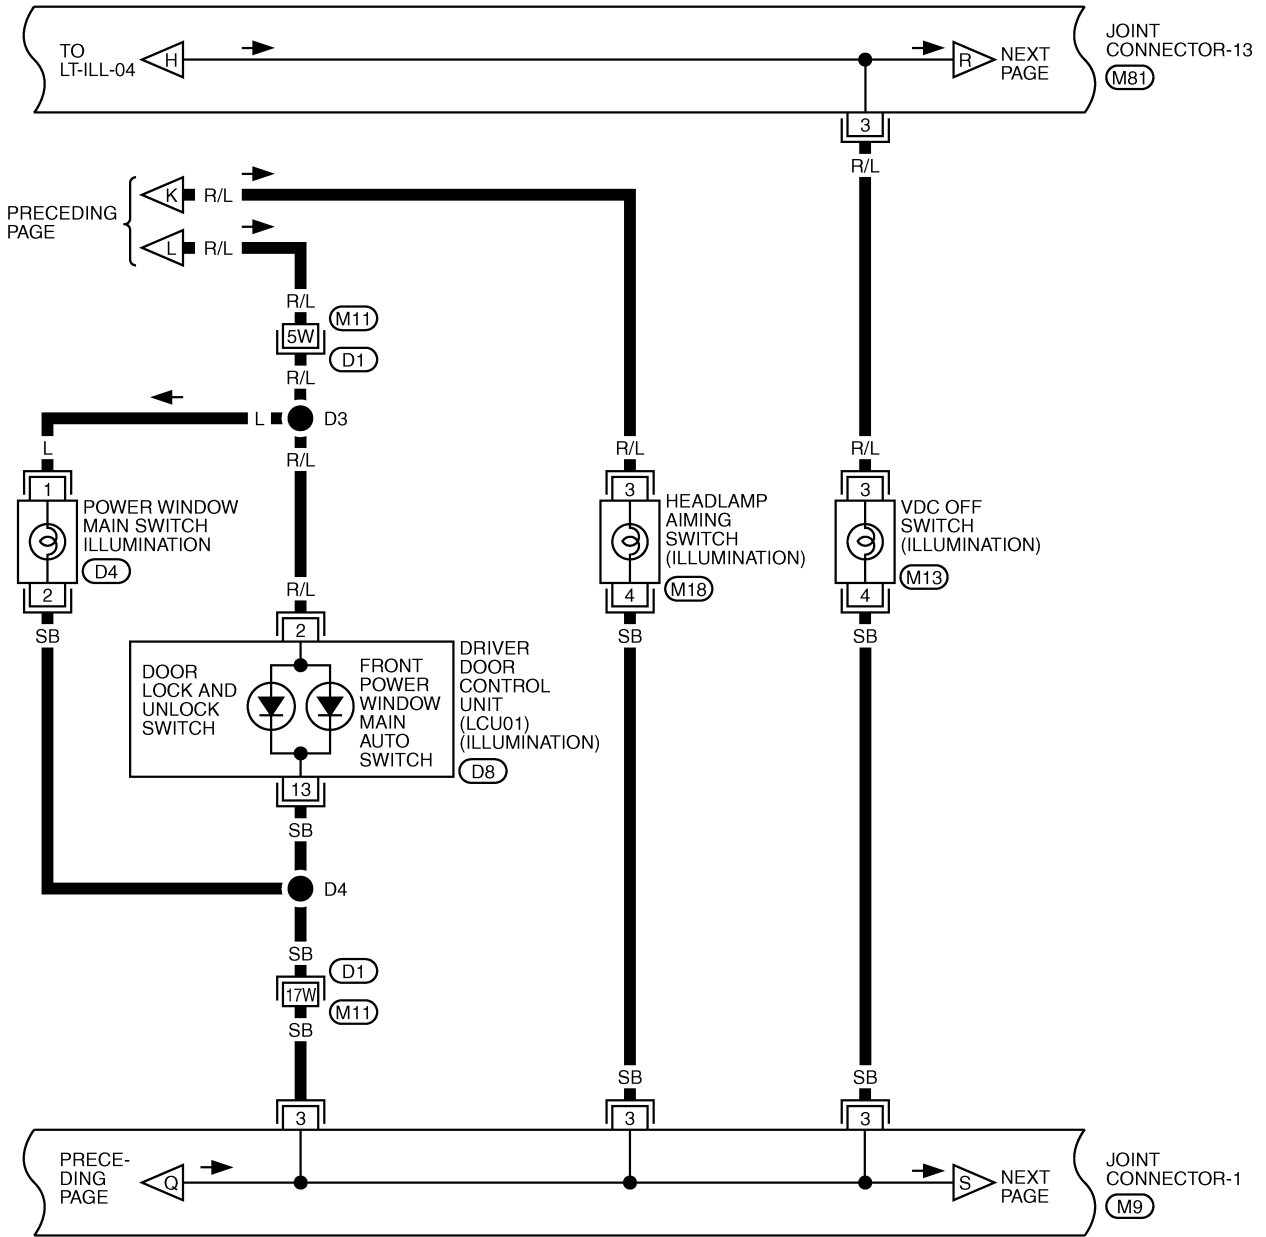 TO
LT-ILL-04
H
R
NEXT
PAGE
JOINT
CONNECTOR-13
M81
3
R/L
PRECEDING
PAGE
K
R/L
L
R/L
R/L
M11
5W
D1
R/L
L
D3
L
R/L
R/L
R/L
1
POWER WINDOW
MAIN SWITCH
ILLUMINATION
D4
2
SB
3
HEADLAMP
AIMING
SWITCH
(ILLUMINATION)
M18
4
SB
3
VDC OFF
SWITCH
(ILLUMINATION)
M13
4
SB
R/L
2
DOOR
LOCK AND
UNLOCK
SWITCH
FRONT
POWER
WINDOW
MAIN
AUTO
SWITCH
DRIVER
DOOR
CONTROL
UNIT
(LCU01)
(ILLUMINATION)
D8
13
SB
D4
SB
D1
17W
M11
SB
SB
SB
3
3
3
PRECE-
DING
PAGE
Q
S
NEXT
PAGE
JOINT
CONNECTOR-1
M9